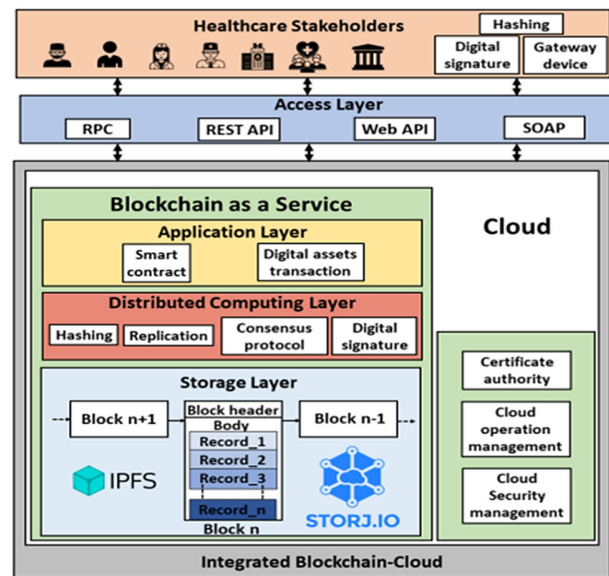 Healthcare Stakeholders
Hashing
Digital
signature
Gateway
device
Access Layer
RPC
REST API
Web API
SOAP
Blockchain as a Service
Application Layer
Smart
contract
Digital assets
transaction
Distributed Computing Layer
Hashing
Replication
Consensus
protocol
Digital
signature
Storage Layer
Block n+1
Block header
Body
Record_1
Record_2
Record_3
Record_n
Block n
Block n-1
IPFS
STORJ.IO
Cloud
Certificate
authority
Cloud
operation
management
Cloud
Security
management
Integrated Blockchain-Cloud